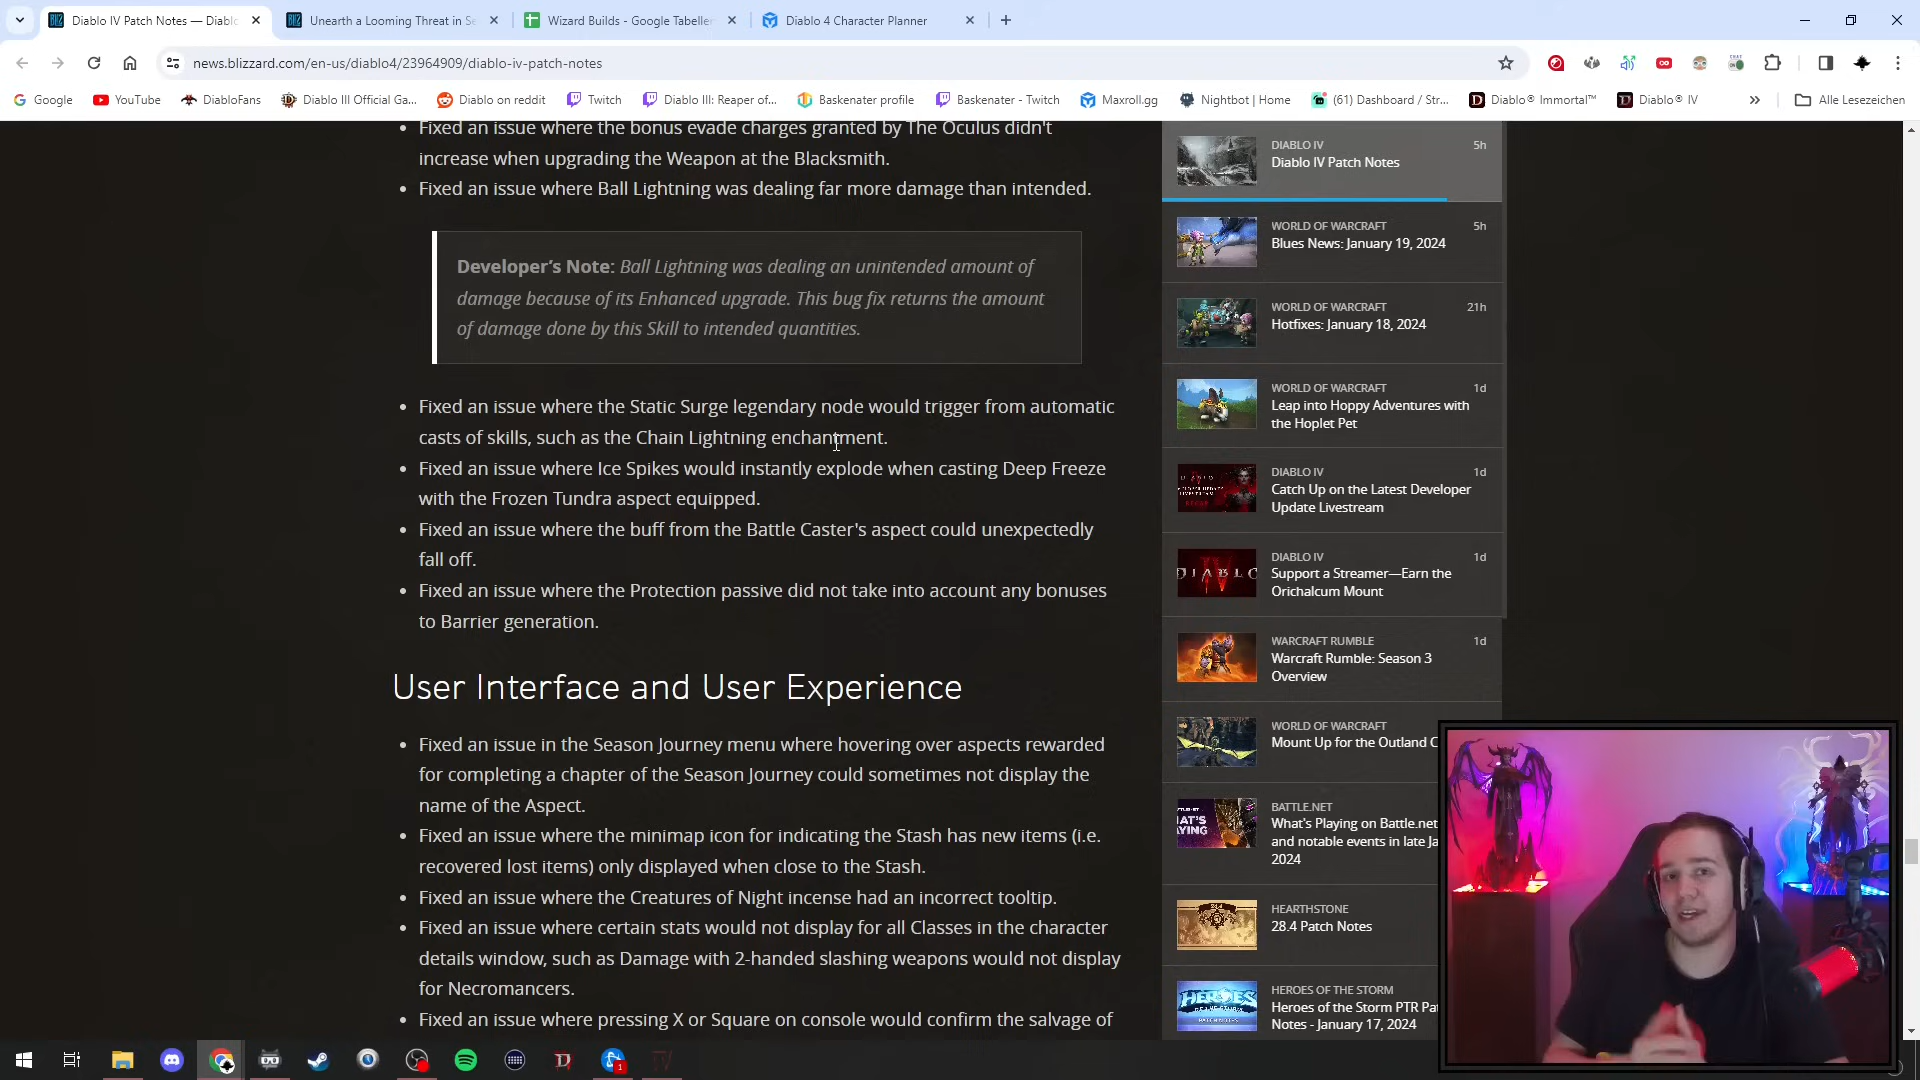 Diablo IV Patch Notes — Diablo
Unearth a Looming Threat in Se
Wizard Builds - Google Tabellen
Diablo 4 Character Planner
news.blizzard.com/en-us/diablo4/23964909/diablo-iv-patch-notes
Google
YouTube
DiabloFans
Diablo III Official Ga...
Diablo on reddit
Twitch
Diablo III: Reaper of...
Baskenater profile
Baskenater - Twitch
Maxroll.gg
Nightbot | Home
(61) Dashboard / Str...
Diablo® Immortal™
Diablo® IV
Alle Lesezeichen
Fixed an issue where the bonus evade charges granted by The Oculus didn't
increase when upgrading the Weapon at the Blacksmith.
Fixed an issue where Ball Lightning was dealing far more damage than intended.
Developer's Note: Ball Lightning was dealing an unintended amount of
damage because of its Enhanced upgrade. This bug fix returns the amount
of damage done by this Skill to intended quantities.
Fixed an issue where the Static Surge legendary node would trigger from automatic
casts of skills, such as the Chain Lightning enchantment.
Fixed an issue where Ice Spikes would instantly explode when casting Deep Freeze
with the Frozen Tundra aspect equipped.
Fixed an issue where the buff from the Battle Caster's aspect could unexpectedly
fall off.
Fixed an issue where the Protection passive did not take into account any bonuses
to Barrier generation.
User Interface and User Experience
Fixed an issue in the Season Journey menu where hovering over aspects rewarded
for completing a chapter of the Season Journey could sometimes not display the
name of the Aspect.
Fixed an issue where the minimap icon for indicating the Stash has new items (i.e.
recovered lost items) only displayed when close to the Stash.
Fixed an issue where the Creatures of Night incense had an incorrect tooltip.
Fixed an issue where certain stats would not display for all Classes in the character
details window, such as Damage with 2-handed slashing weapons would not display
for Necromancers.
Fixed an issue where pressing X or Square on console would confirm the salvage of
DIABLO IV 5h
Diablo IV Patch Notes
WORLD OF WARCRAFT 5h
Blues News: January 19, 2024
WORLD OF WARCRAFT 21h
Hotfixes: January 18, 2024
WORLD OF WARCRAFT 1d
Leap into Hoppy Adventures with
the Hoplet Pet
DIABLO IV 1d
Catch Up on the Latest Developer
Update Livestream
DIABLO IV 1d
Support a Streamer—Earn the
Orichalcum Mount
DIABLO
WARCRAFT RUMBLE 1d
Warcraft Rumble: Season 3
Overview
WORLD OF WARCRAFT
Mount Up for the Outland C
BATTLE.NET
What's Playing on Battle.net
and notable events in late Ja
2024
HEARTHSTONE
28.4 Patch Notes
28.4
HEROES OF THE STORM
Heroes of the Storm PTR Pat
Notes - January 17, 2024
HEROES
1